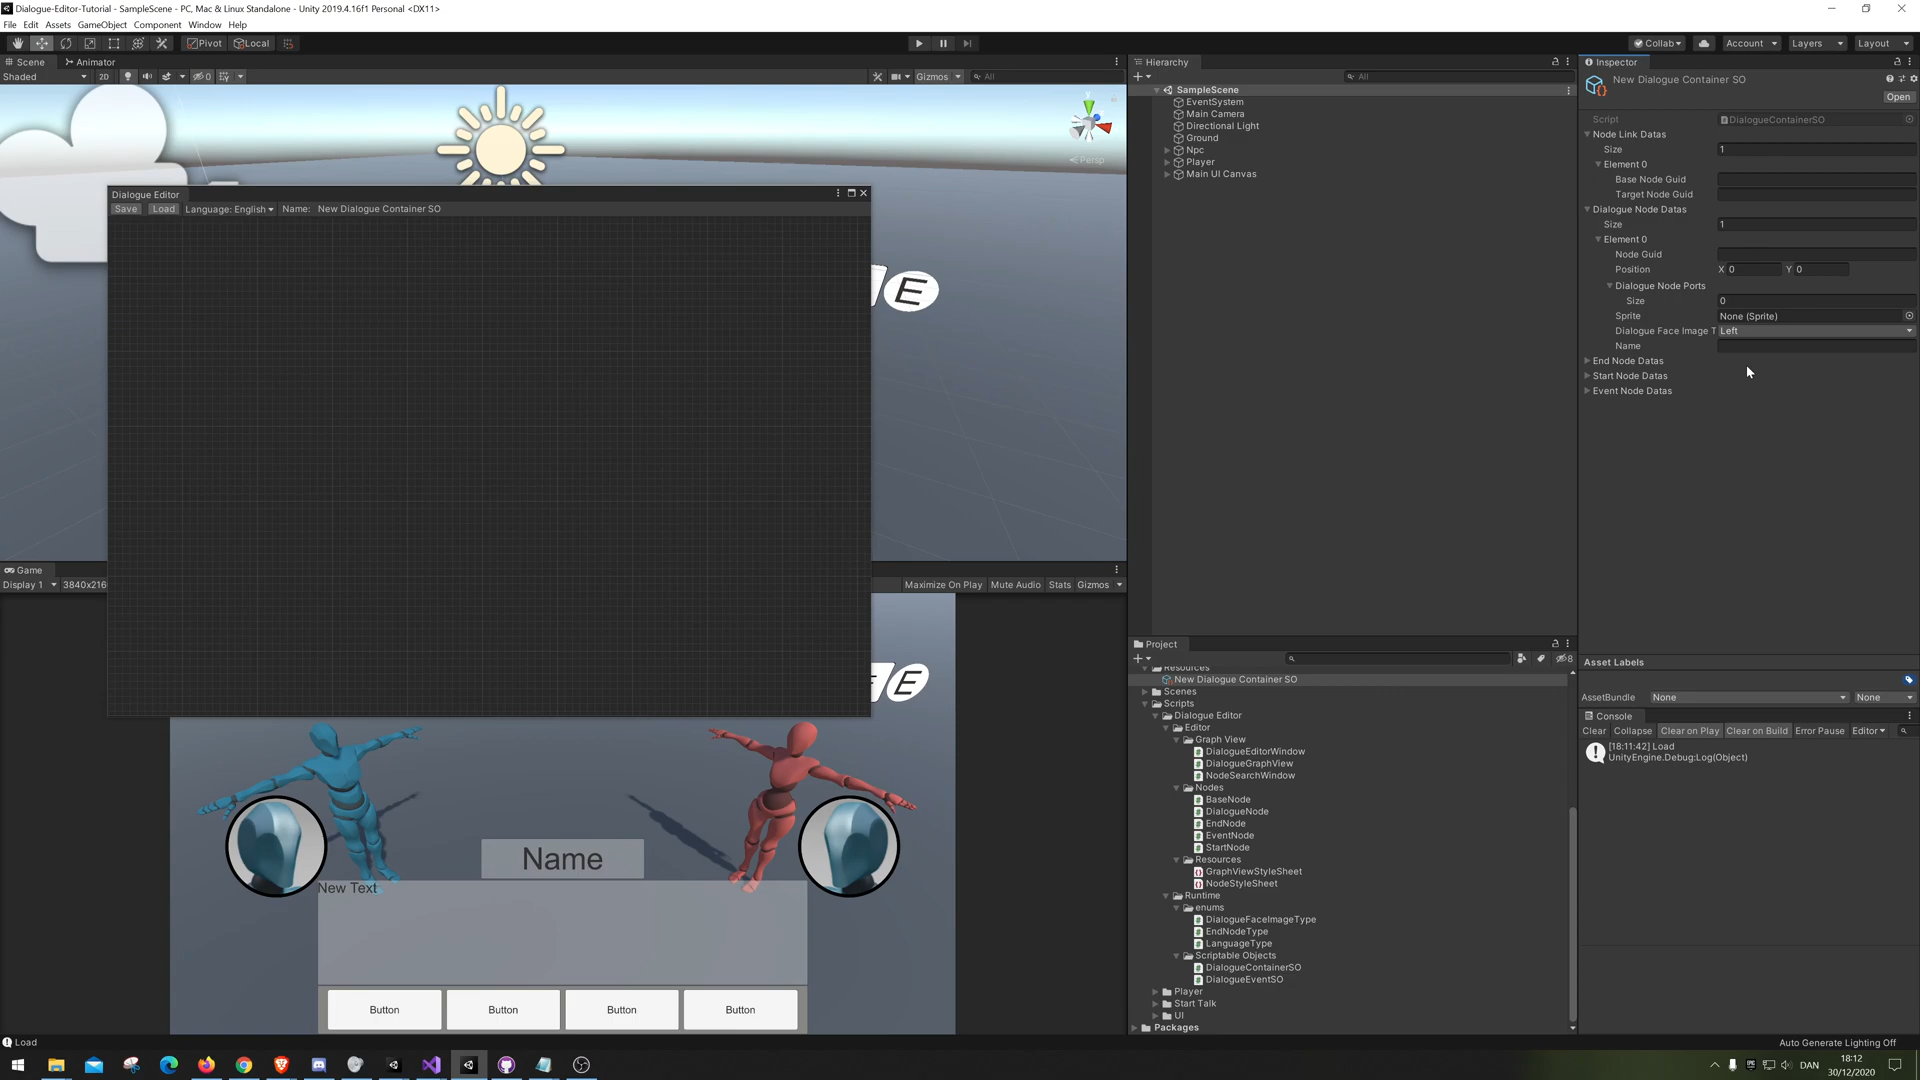 Dialogue-Editor-Tutorial - SampleScene - PC, Mac & Linux Standalone - Unity 2019.4.16f1 Personal <DX11>
File Edit Assets GameObject Component Window Help
Pivot Local Collab Account Layers Layout
Scene Animator
Shaded 2D 0 Gizmos All
Persp
E
Dialogue Editor
Save Load Language: English Name: New Dialogue Container SO
Game
Display 1 3840x216 Maximize On Play Mute Audio Stats Gizmos
E
Name
New Text
Button Button Button Button
Hierarchy
All
SampleScene
EventSystem
Main Camera
Directional Light
Ground
Npc
Player
Main UI Canvas
Project
8
Resources
New Dialogue Container SO
Scenes
Scripts
Dialogue Editor
Editor
Graph View
DialogueEditorWindow
DialogueGraphView
NodeSearchWindow
Nodes
BaseNode
DialogueNode
EndNode
EventNode
StartNode
Resources
GraphViewStyleSheet
NodeStyleSheet
Runtime
enums
DialogueFaceImageType
EndNodeType
LanguageType
Scriptable Objects
DialogueContainerSO
DialogueEventSO
Player
Start Talk
UI
Packages
Inspector
New Dialogue Container SO
Open
Script DialogueContainerSO
Node Link Datas
Size 1
Element 0
Base Node Guid
Target Node Guid
Dialogue Node Datas
Size 1
Element 0
Node Guid
Position X 0 Y 0
Dialogue Node Ports
Size 0
Sprite None (Sprite)
Dialogue Face Image T Left
Name
End Node Datas
Start Node Datas
Event Node Datas
Asset Labels
AssetBundle None None
Console
Clear Collapse Clear on Play Clear on Build Error Pause Editor
[18:11:42] Load
UnityEngine.Debug:Log(Object)
Load
Auto Generate Lighting Off
DAN 18:12
30/12/2020